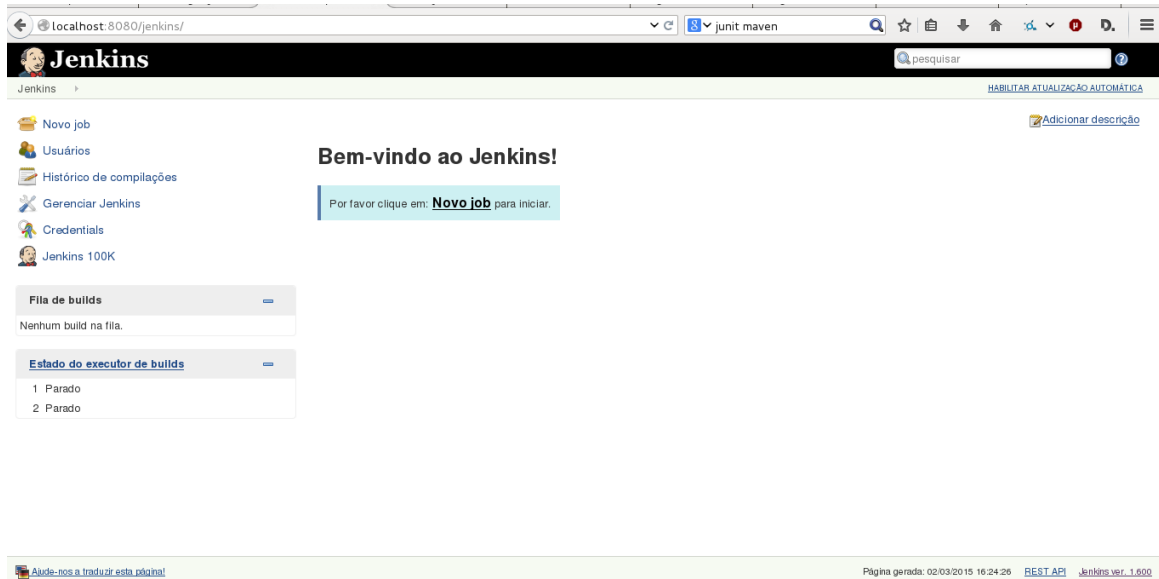 localhost:8080/jenkins/
junit maven
Jenkins
pesquisar
Jenkins
HABILITAR ATUALIZAÇÃO AUTOMÁTICA
Novo job
Usuários
Histórico de compilações
Gerenciar Jenkins
Credentials
Jenkins 100K
Adicionar descrição
Bem-vindo ao Jenkins!
Por favor clique em: Novo job para iniciar.
Fila de builds
Nenhum build na fila.
Estado do executor de builds
1 Parado
2 Parado
Ajude-nos a traduzir esta página!
Página gerada: 02/03/2015 16:24:26 REST API Jenkins ver. 1.600